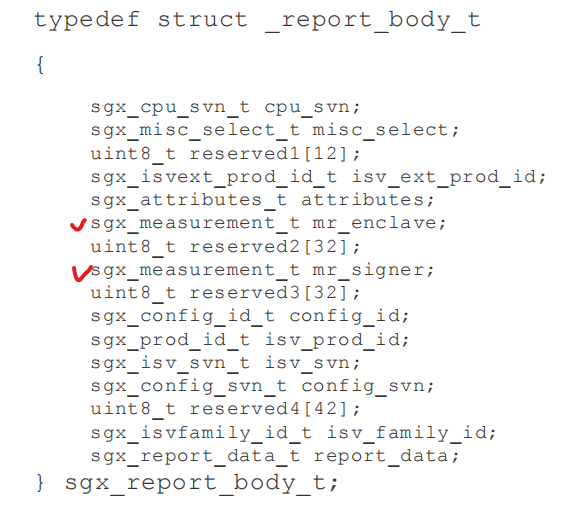 typedef struct _report_body_t
{
sgx_cpu_svn_t cpu_svn;
sgx_misc_select_t misc_select;
uint8_t reserved1[12];
sgx_isvext_prod_id_t isv_ext_prod_id;
sgx_attributes_t attributes;
sgx_measurement_t mr_enclave;
uint8_t reserved2[32];
sgx_measurement_t mr_signer;
uint8_t reserved3[32];
sgx_config_id_t config_id;
sgx_prod_id_t isv_prod_id;
sgx_isv_svn_t isv_svn;
sgx_config_svn_t config_svn;
uint8_t reserved4[42];
sgx_isvfamily_id_t isv_family_id;
sgx_report_data_t report_data;
} sgx_report_body_t;